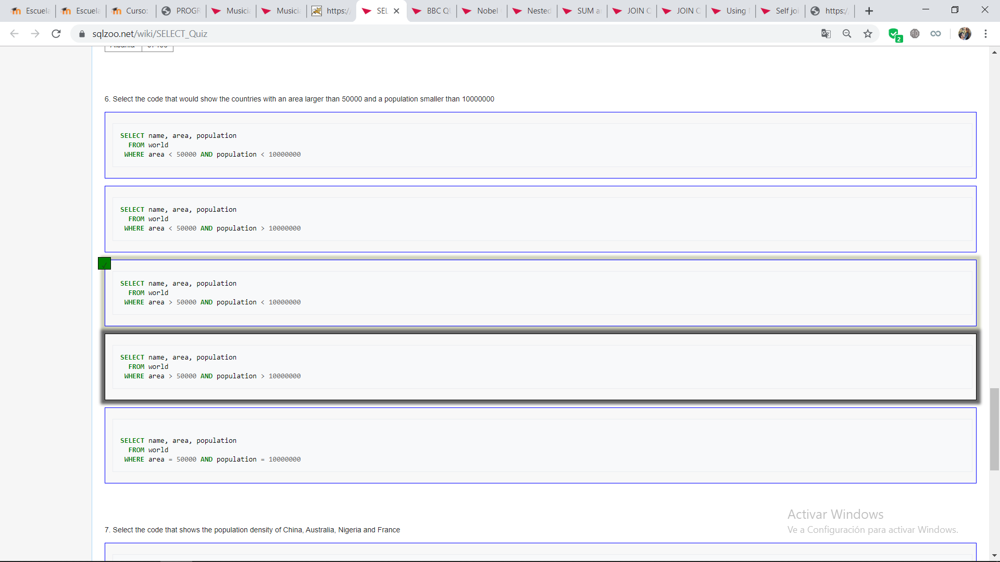 Escuela
Escuela
Curso:
PROGR
Musicia
Musicia
https:/
SEL
BBC QU
Nobel
Nested
SUM a
JOIN
JOIN
Using
Self joi
https:/
sqlzoo.net/wiki/SELECT_Quiz
2
6. Select the code that would show the countries with an area larger than 50000 and a population smaller than 10000000
SELECT name, area, population
FROM world
WHERE area < 50000 AND population < 10000000
SELECT name, area, population
FROM world
WHERE area < 50000 AND population > 10000000
SELECT name, area, population
FROM world
WHERE area > 50000 AND population < 10000000
SELECT name, area, population
FROM world
WHERE area > 50000 AND population > 10000000
SELECT name, area, population
FROM world
WHERE area = 50000 AND population = 10000000
Activar Windows
Ve a Configuración para activar Windows.
7. Select the code that shows the population density of China, Australia, Nigeria and France